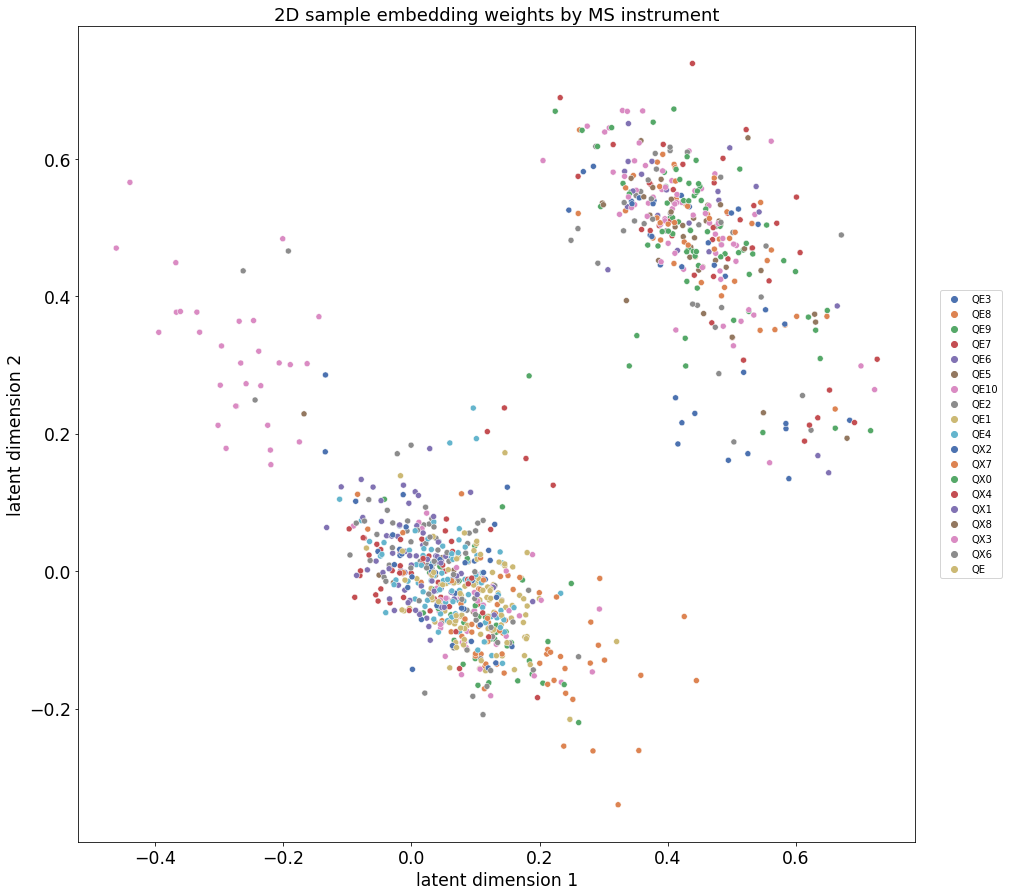 2D sample embedding weights by MS instrument
latent dimension 2
0.6
0.4
0.2
0.0
−0.2
−0.4
−0.2
0.0
0.2
0.4
0.6
latent dimension 1
QE3
QE8
QE9
QE7
QE6
QE5
QE10
QE2
QE1
QE4
QX2
QX7
QX0
QX4
QX1
QX8
QX3
QX6
QE